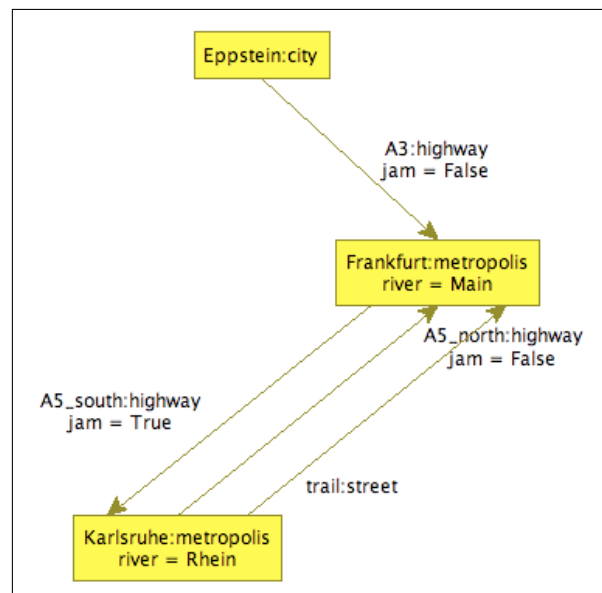 Eppstein:city
A3:highway
jam = False
Frankfurt:metropolis
river = Main
A5_north:highway
jam = False
A5_south:highway
jam = True
trail:street
Karlsruhe:metropolis
river = Rhein